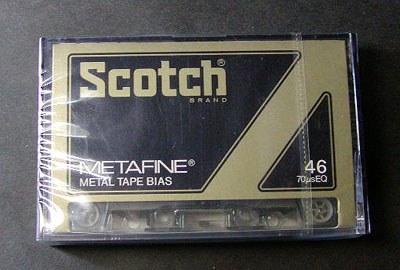 Scotch®
BRAND
METAFINE®
METAL TAPE BIAS
46
70µsEQ